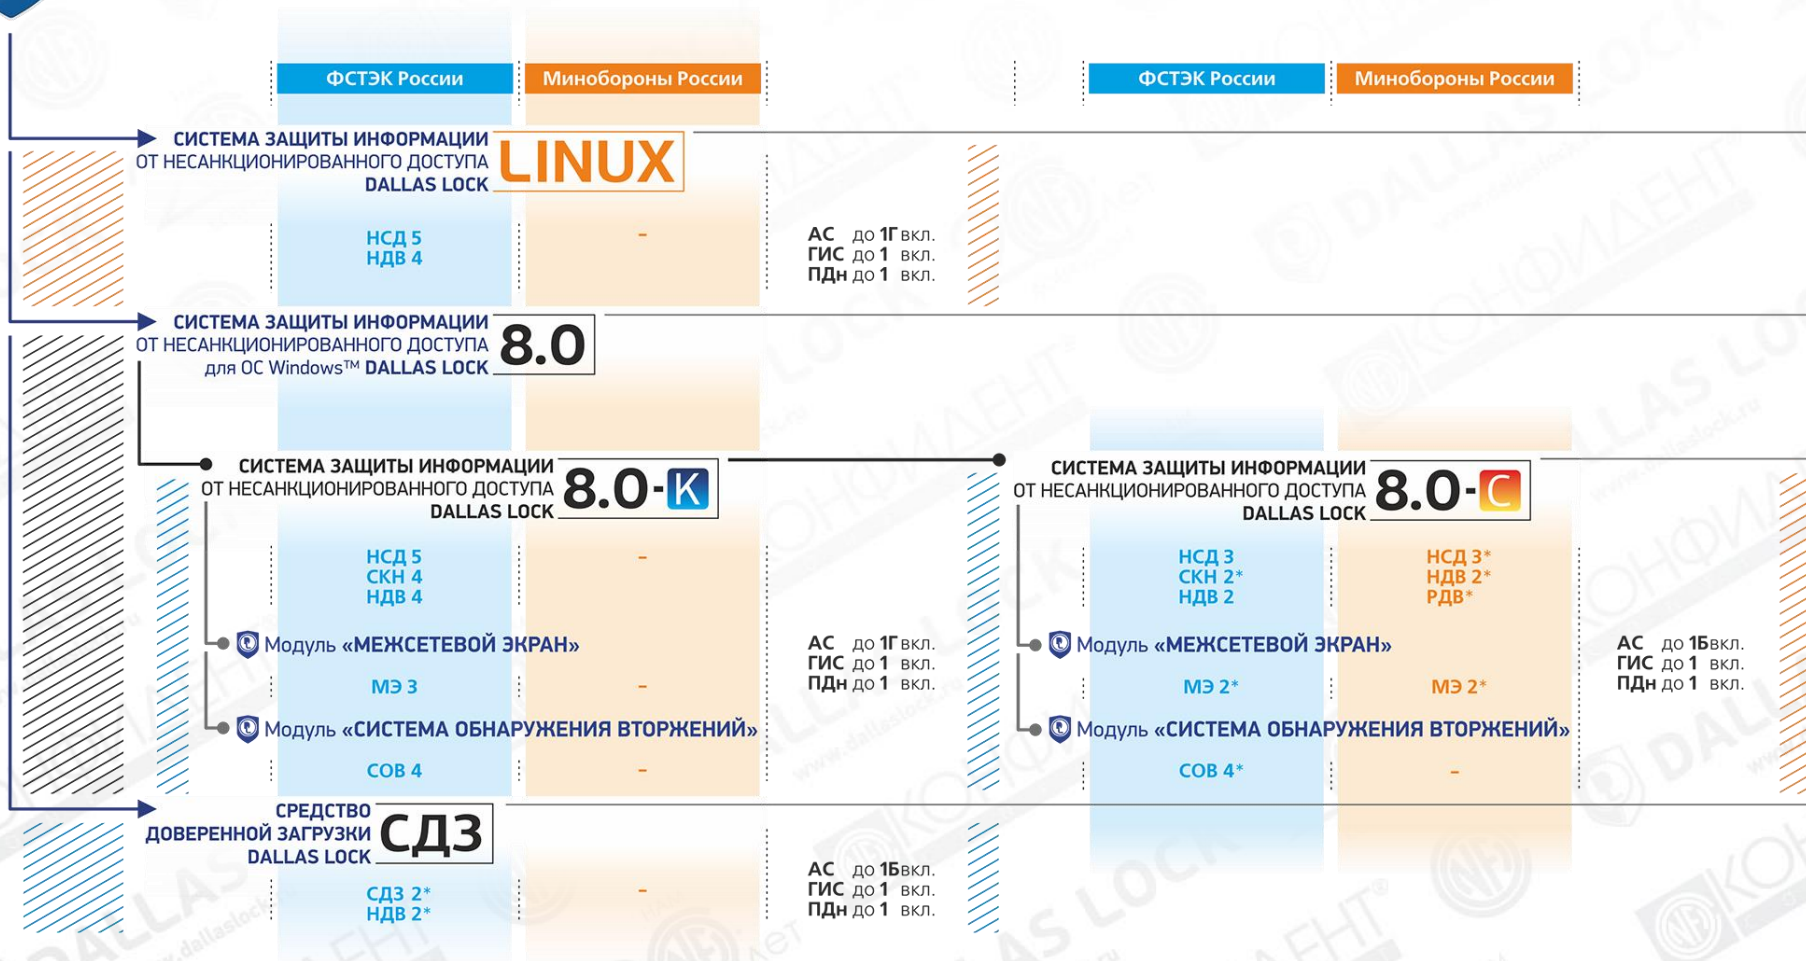 ФСТЭК России
Минобороны России
ФСТЭК России
Минобороны России
СИСТЕМА ЗАЩИТЫ ИНФОРМАЦИИ
ОТ НЕСАНКЦИОНИРОВАННОГО ДОСТУПА
DALLAS LOCK
LINUX
НСД 5
НДВ 4
-
АС до 1Г вкл.
ГИС до 1 вкл.
ПДн до 1 вкл.
СИСТЕМА ЗАЩИТЫ ИНФОРМАЦИИ
ОТ НЕСАНКЦИОНИРОВАННОГО ДОСТУПА
для ОС Windows™ DALLAS LOCK
8.0
СИСТЕМА ЗАЩИТЫ ИНФОРМАЦИИ
ОТ НЕСАНКЦИОНИРОВАННОГО ДОСТУПА
DALLAS LOCK
8.0-K
НСД 5
СКН 4
НДВ 4
-
Модуль «МЕЖСЕТЕВОЙ ЭКРАН»
МЭ 3
-
АС до 1Г вкл.
ГИС до 1 вкл.
ПДн до 1 вкл.
Модуль «СИСТЕМА ОБНАРУЖЕНИЯ ВТОРЖЕНИЙ»
СОВ 4
-
СИСТЕМА ЗАЩИТЫ ИНФОРМАЦИИ
ОТ НЕСАНКЦИОНИРОВАННОГО ДОСТУПА
DALLAS LOCK
8.0-C
НСД 3
СКН 2*
НДВ 2
НСД 3*
НДВ 2*
РДВ*
Модуль «МЕЖСЕТЕВОЙ ЭКРАН»
МЭ 2*
МЭ 2*
АС до 1Б вкл.
ГИС до 1 вкл.
ПДн до 1 вкл.
Модуль «СИСТЕМА ОБНАРУЖЕНИЯ ВТОРЖЕНИЙ»
СОВ 4*
-
СРЕДСТВО
ДОВЕРЕННОЙ ЗАГРУЗКИ
DALLAS LOCK
СДЗ
СДЗ 2*
НДВ 2*
-
АС до 1Б вкл.
ГИС до 1 вкл.
ПДн до 1 вкл.